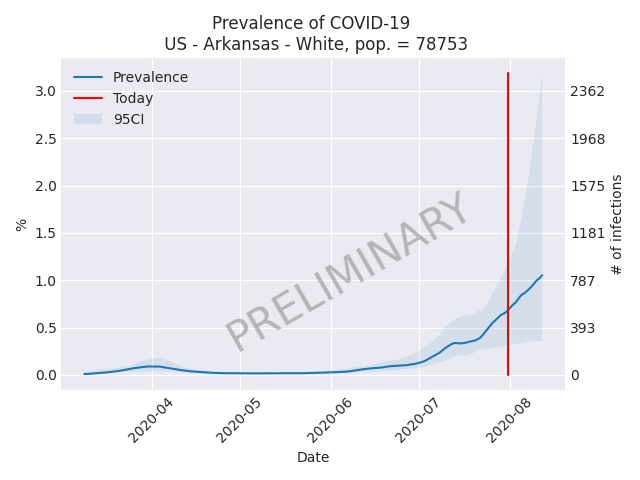 Prevalence of COVID-19
US - Arkansas - White, pop. = 78753
Prevalence
Today
95CI
3.0
2.5
2.0
1.5
1.0
0.5
0.0
%
2362
1968
1575
1181
787
393
0
# of infections
PRELIMINARY
2020-04
2020-05
2020-06
2020-07
2020-08
Date